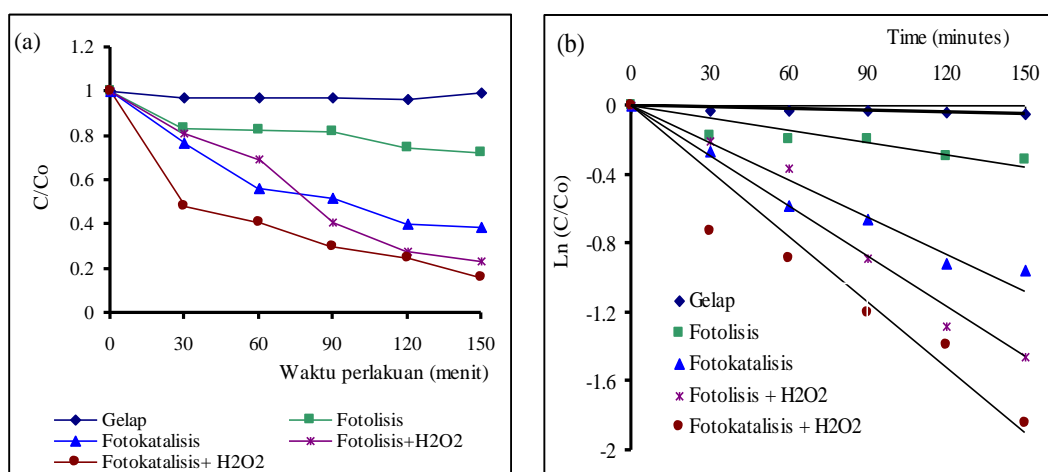 (a)
1.2
1
0.8
0.6
0.4
0.2
0
C/Co
0 30 60 90 120 150
Waktu perlakuan (menit)
Gelap Fotolisis
Fotokatalisis Fotolisis+H2O2
Fotokatalisis+ H2O2
(b)
Time (minutes)
0 30 60 90 120 150
0
-0.4
-0.8
-1.2
-1.6
-2
Ln (C/Co)
Gelap
Fotolisis
Fotokatalisis
Fotolisis + H2O2
Fotokatalisis + H2O2